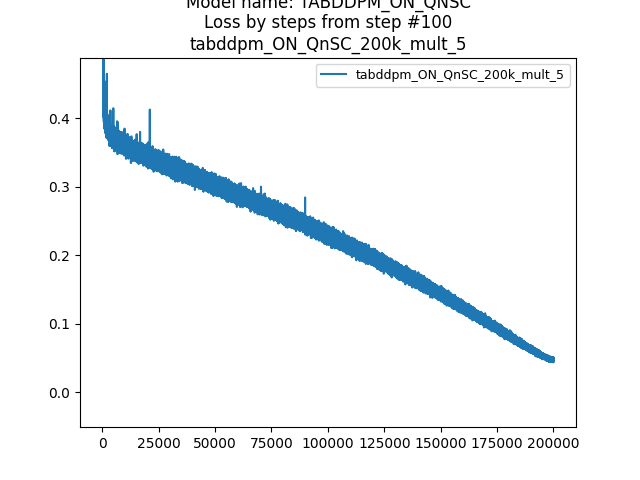 Model name: TABDDPM_ON_QNSC
Loss by steps from step #100
tabddpm_ON_QnSC_200k_mult_5
tabddpm_ON_QnSC_200k_mult_5
0.4
0.3
0.2
0.1
0.0
0 25000 50000 75000 100000 125000 150000 175000 200000